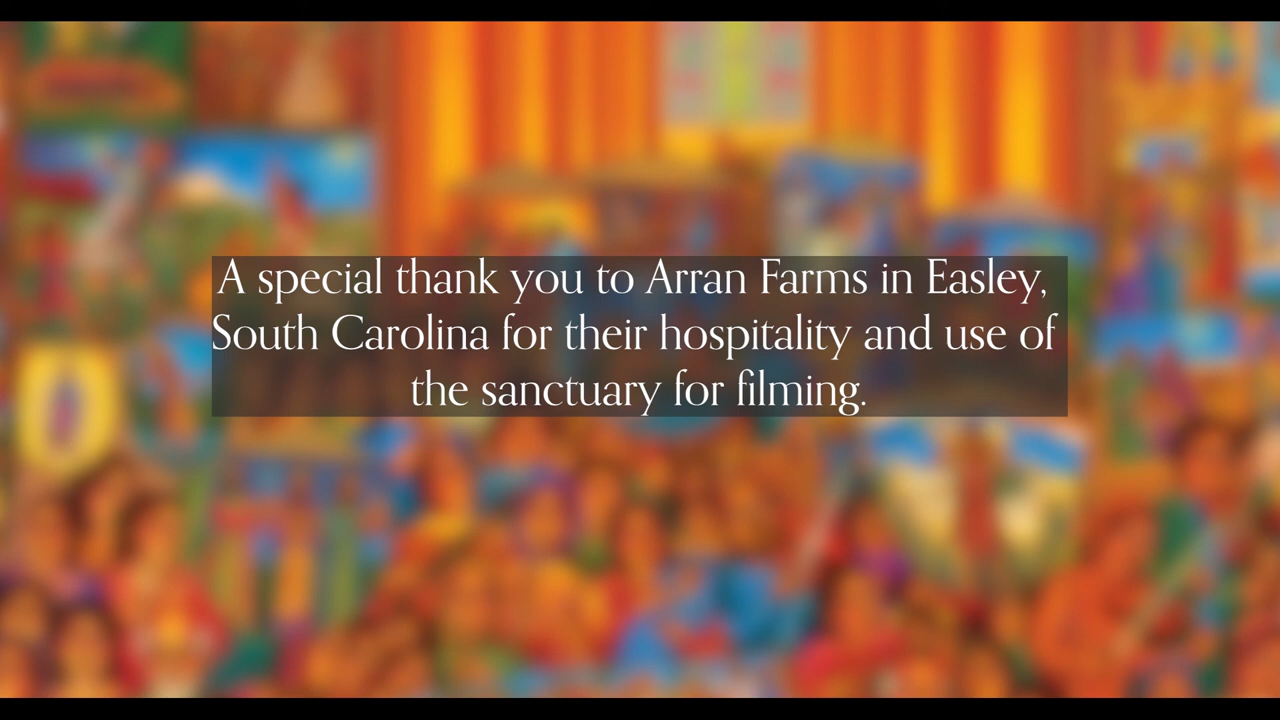 A special thank you to Arran Farms in Easley,
South Carolina for their hospitality and use of
the sanctuary for filming.